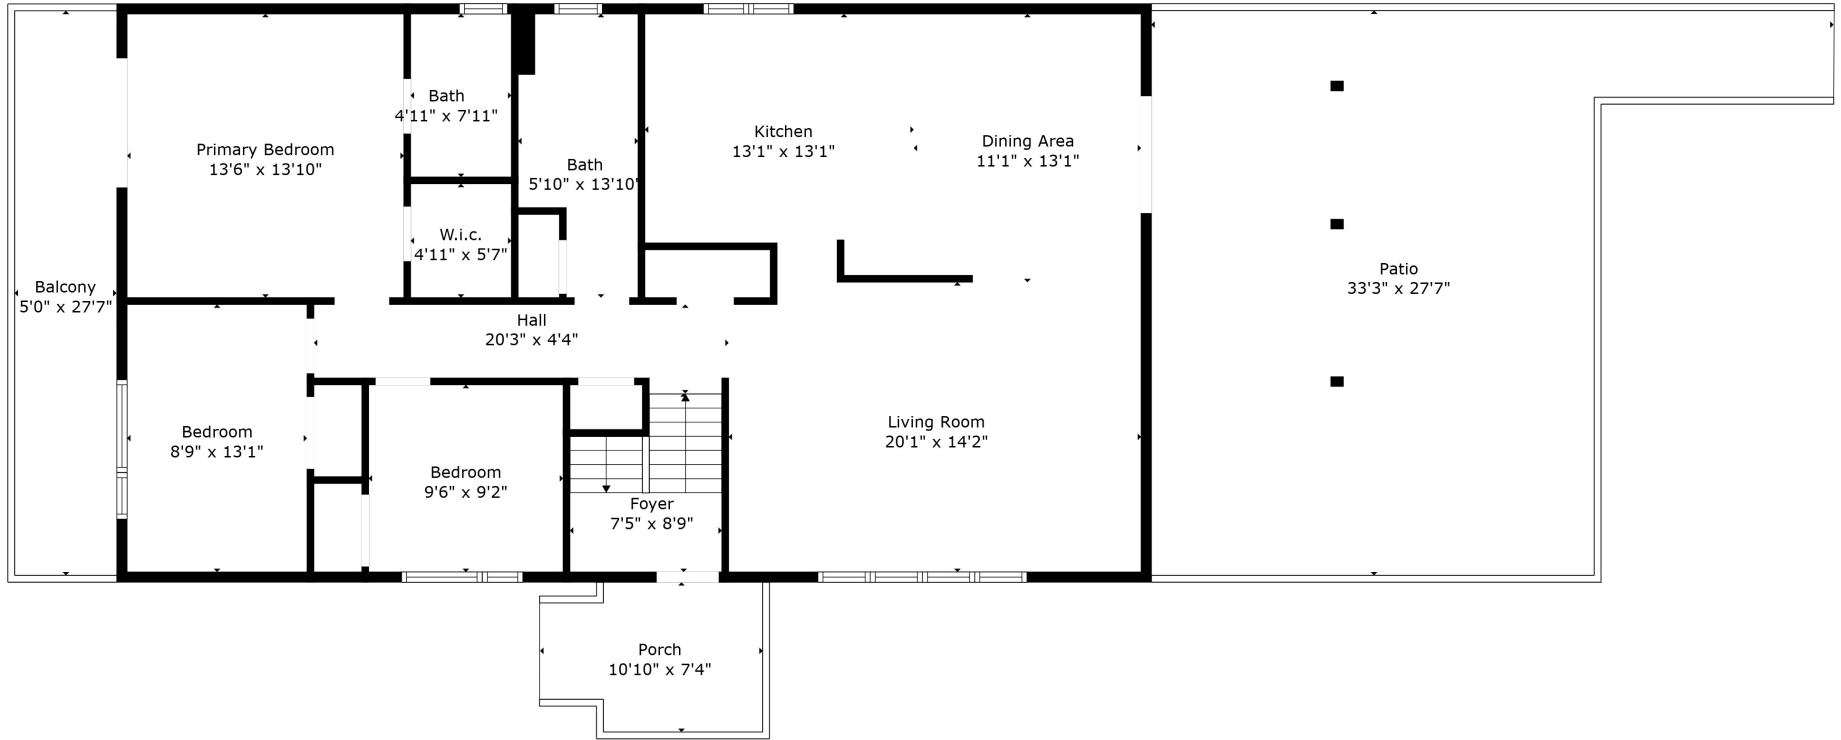 Bath
4'11" x 7'11"
Primary Bedroom
13'6" x 13'10"
Bath
5'10" x 13'10"
Kitchen
13'1" x 13'1"
Dining Area
11'1" x 13'1"
W.i.c.
4'11" x 5'7"
Balcony
5'0" x 27'7"
Patio
33'3" x 27'7"
Hall
20'3" x 4'4"
Bedroom
8'9" x 13'1"
Living Room
20'1" x 14'2"
Bedroom
9'6" x 9'2"
Foyer
7'5" x 8'9"
Porch
10'10" x 7'4"